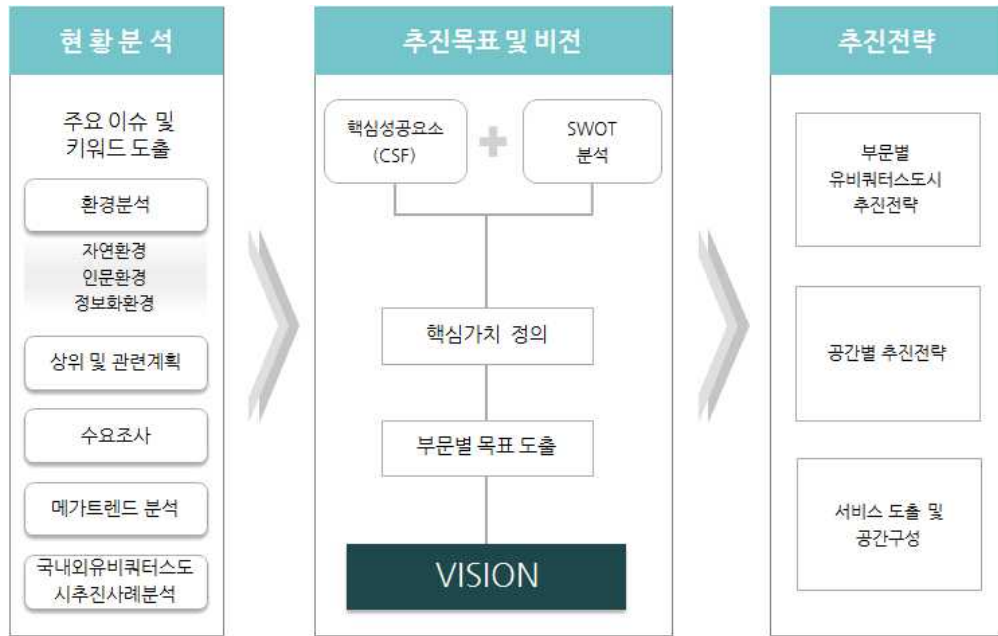 현황분석
주요 이슈 및
키워드 도출
환경분석
자연환경
인문환경
정보화환경
상위 및 관련계획
수요조사
메가트렌드 분석
국내외유비쿼터스도
시추진사례분석
추진목표 및 비전
핵심성공요소
(CSF)
SWOT
분석
핵심가치 정의
부문별 목표 도출
VISION
추진전략
부문별
유비쿼터스도시
추진전략
공간별 추진전략
서비스 도출 및
공간구성